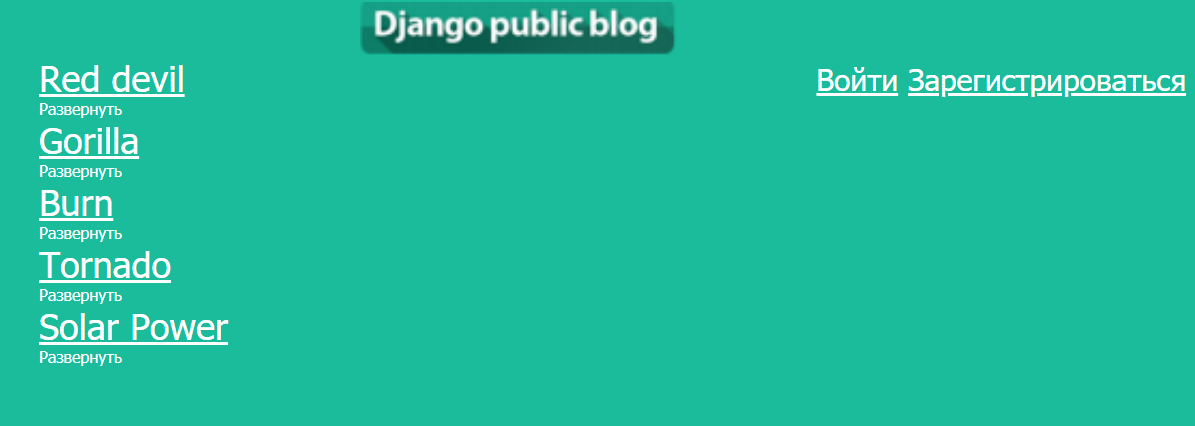 Django public blog
Red devil
Войти Зарегистрироваться
Развернуть
Gorilla
Развернуть
Burn
Развернуть
Tornado
Развернуть
Solar Power
Развернуть